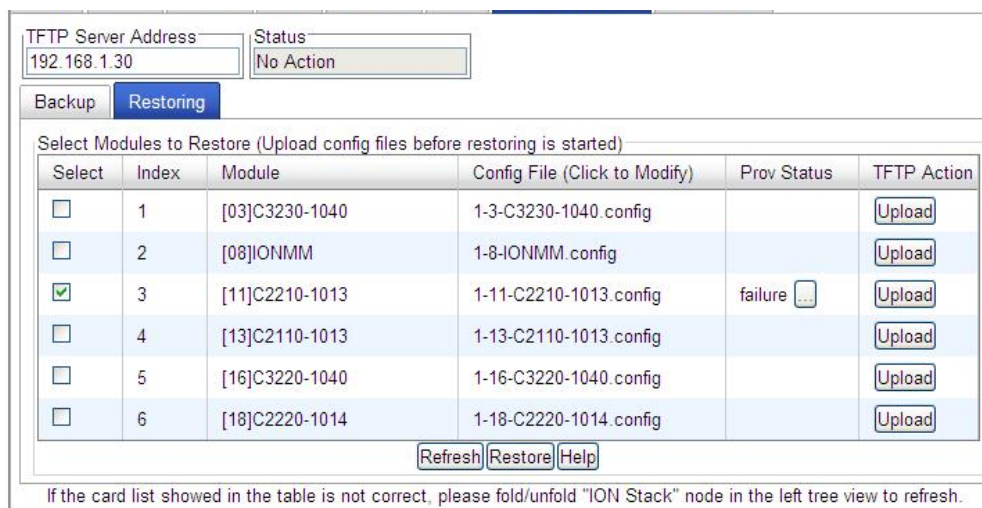 TFTP Server Address Status
192.168.1.30 No Action
Backup Restoring
Select Modules to Restore (Upload config files before restoring is started)
Select Index Module Config File (Click to Modify) Prov Status TFTP Action
1 [03]C3230-1040 1-3-C3230-1040.config Upload
2 [08]IONMM 1-8-IONMM.config Upload
3 [11]C2210-1013 1-11-C2210-1013.config failure ... Upload
4 [13]C2110-1013 1-13-C2110-1013.config Upload
5 [16]C3220-1040 1-16-C3220-1040.config Upload
6 [18]C2220-1014 1-18-C2220-1014.config Upload
Refresh Restore Help
If the card list showed in the table is not correct, please fold/unfold "ION Stack" node in the left tree view to refresh.